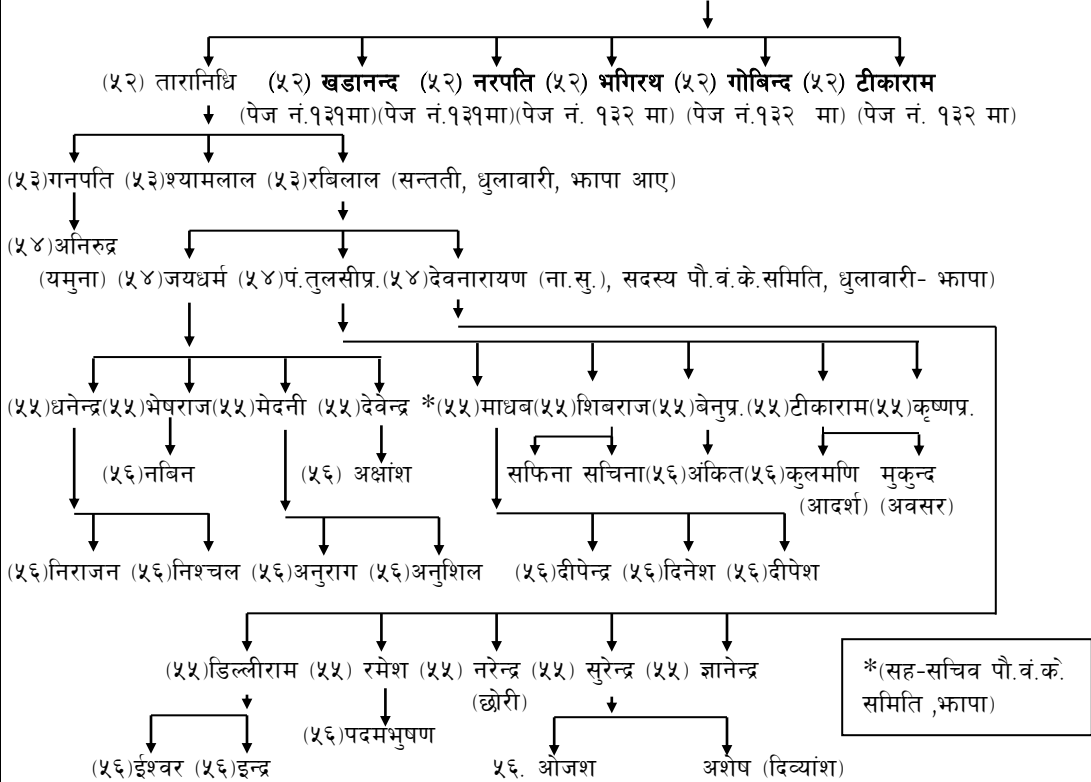 (५२) तारानिधि (५२) खडानन्द (५२) नरपति (५२) भगिरथ (५२) गोबिन्द (५२) टीकाराम
(पेज नं.१३१मा)(पेज नं.१३१मा)(पेज नं. १३२ मा) (पेज नं.१३२ मा) (पेज नं. १३२ मा)
(५३)गनपति (५३)श्यामलाल (५३)रबिलाल (सन्तती, धुलावारी, झापा आए)
(५४)अनिरुद्र
(यमुना) (५४)जयधर्म (५४)पं.तुलसीप्र.(५४)देवनारायण (ना.सु.), सदस्य पौ.वं.के.समिति, धुलावारी- झापा)
(५५)धनेन्द्र(५५)भेषराज(५५)मेदनी (५५)देवेन्द्र *(५५)माधब(५५)शिबराज(५५)बेनुप्र.(५५)टीकाराम(५५)कृष्णप्र.
(५६)नबिन (५६) अक्षांश सफिना सचिना(५६)अंकित(५६)कुलमणि मुकुन्द
(आदर्श) (अवसर)
(५६)निराजन (५६)निश्चल (५६)अनुराग (५६)अनुशिल (५६)दीपेन्द्र (५६)दिनेश (५६)दीपेश
(५५)डिल्लीराम (५५) रमेश (५५) नरेन्द्र (५५) सुरेन्द्र (५५) ज्ञानेन्द्र
(छोरी)
*(सह-सचिव पौ.वं.के.
समिति ,झापा)
(५६)पदमभुषण
(५६)ईश्वर (५६)इन्द्र ५६. ओजश अशेष (दिव्यांश)